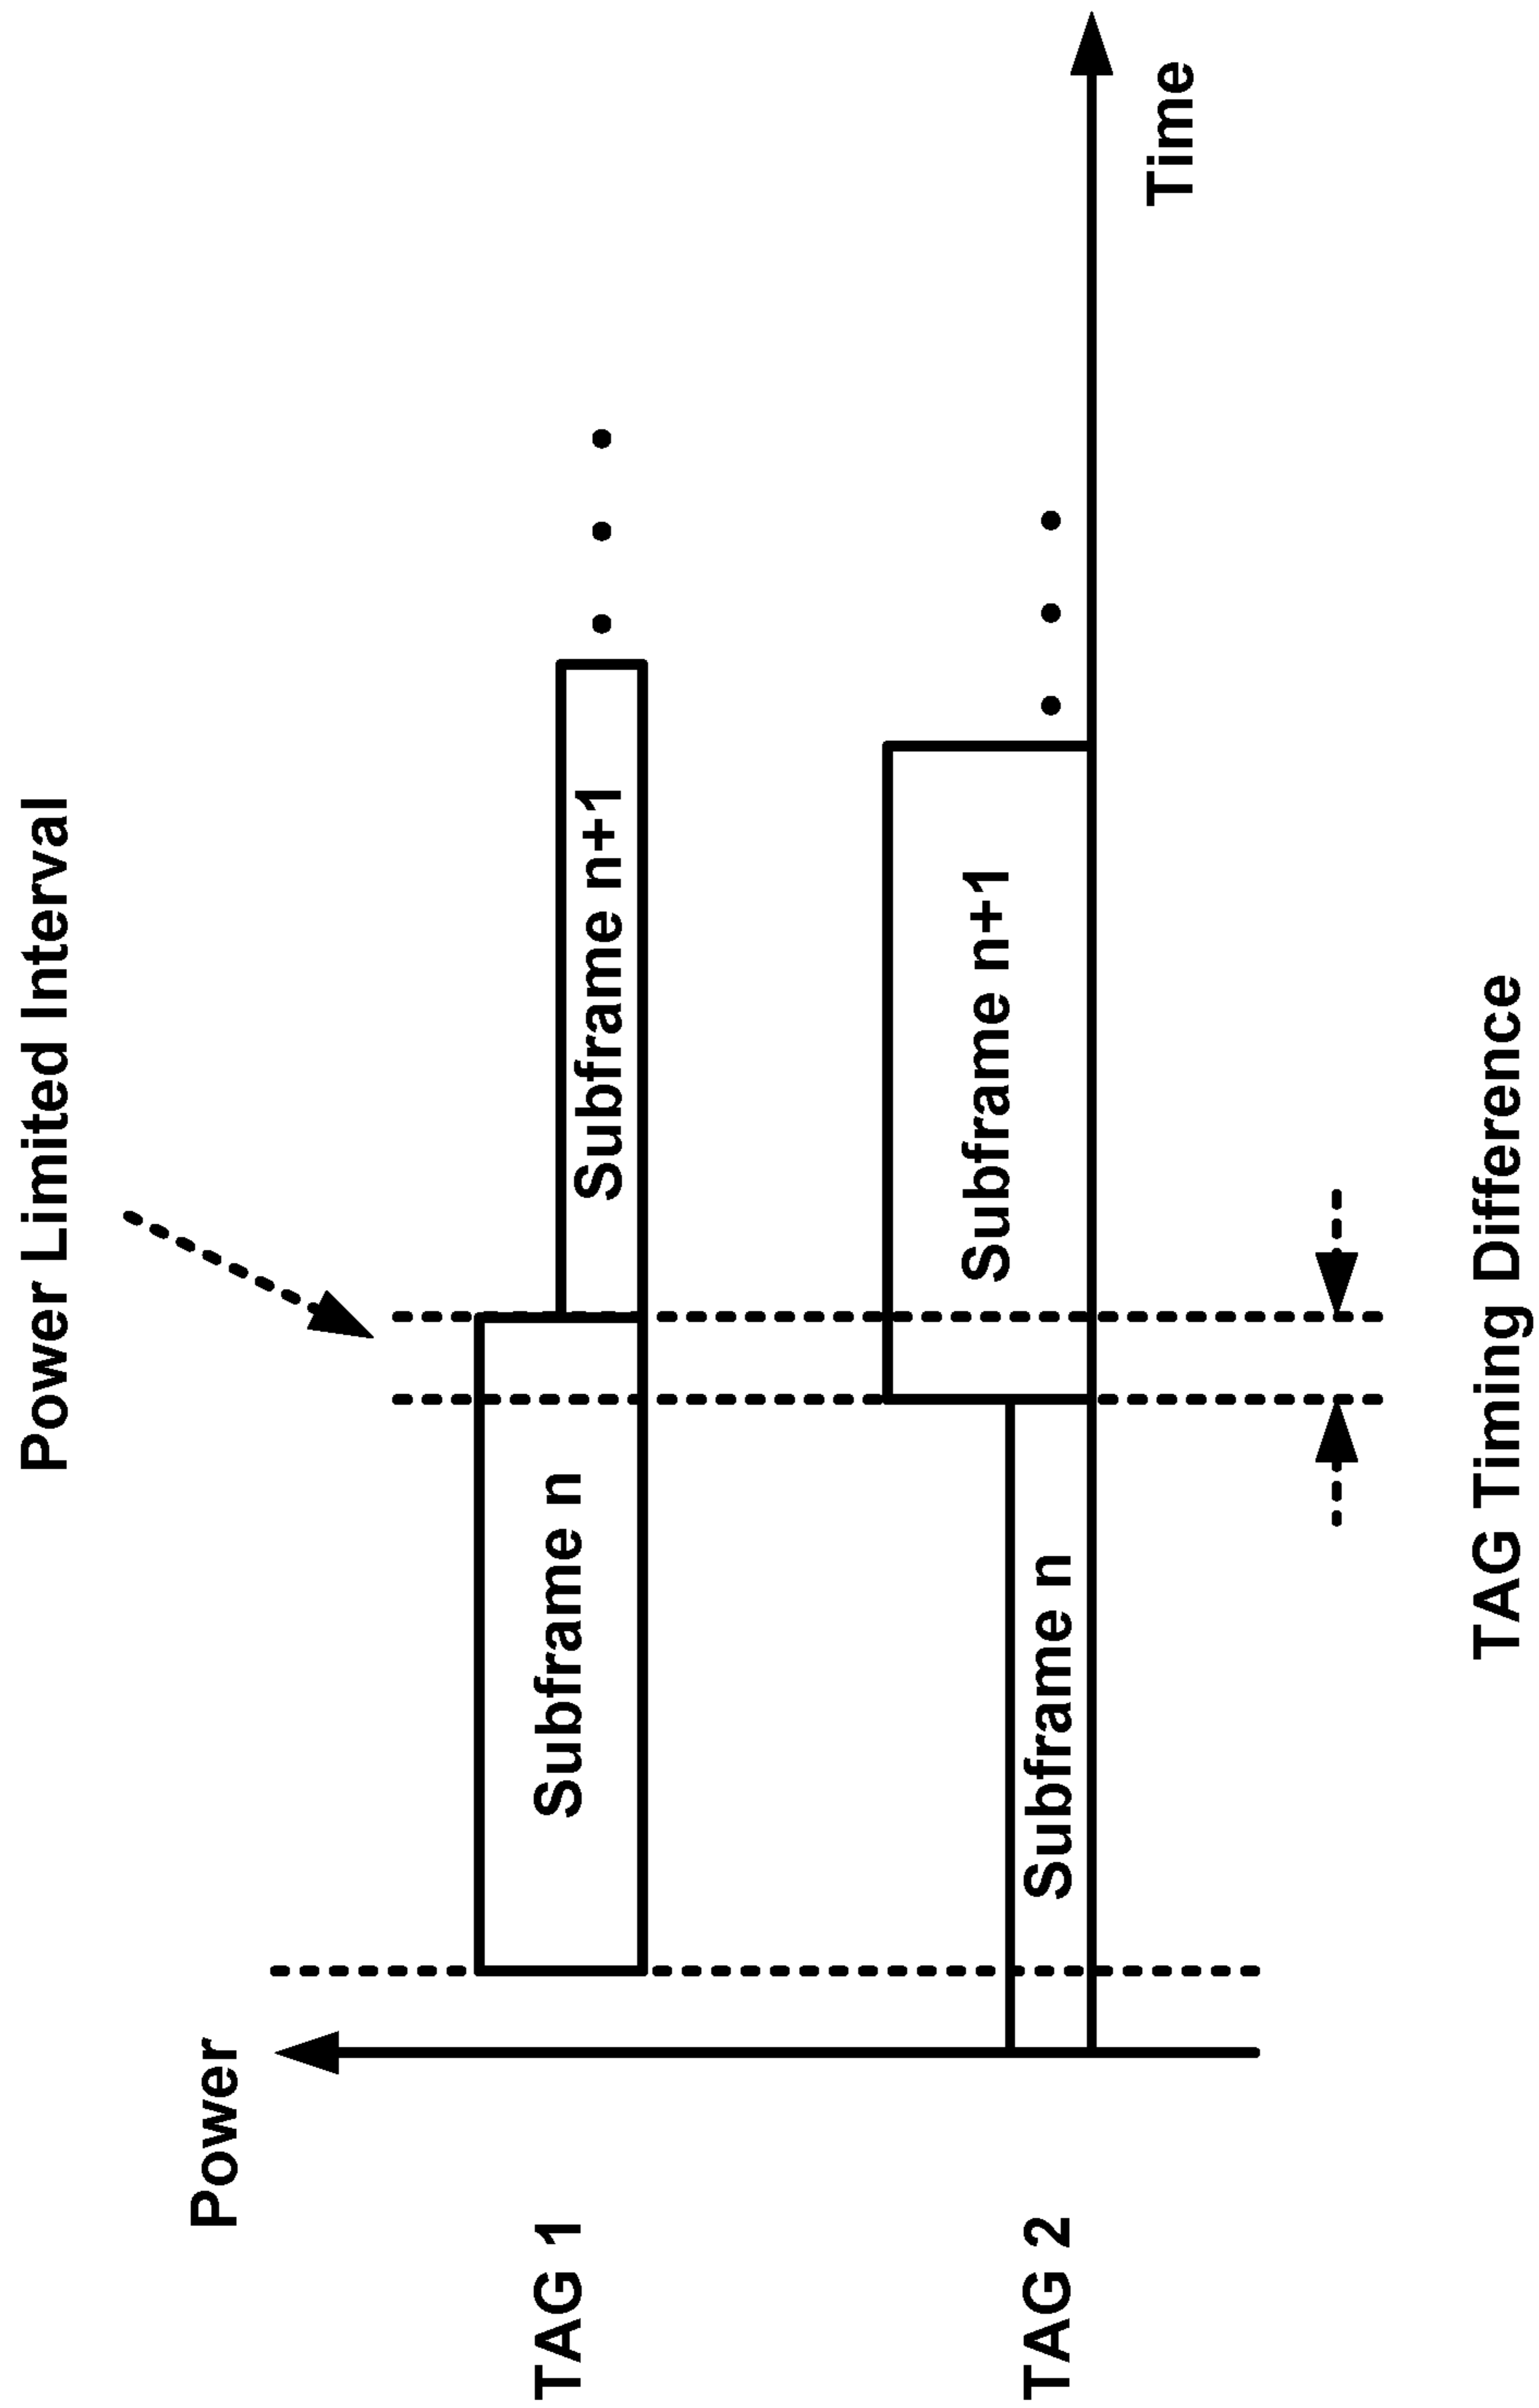 Power Limited Interval
Power
TAG 1
Subframe n
Subframe n+1
TAG 2
Subframe n
Subframe n+1
Time
TAG Timing Difference